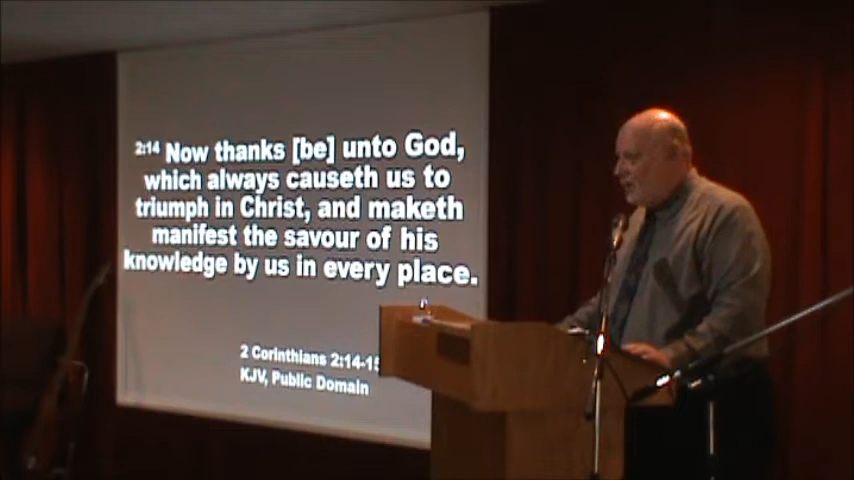 2:14 Now thanks [be] unto God,
which always causeth us to
triumph in Christ, and maketh
manifest the savour of his
knowledge by us in every place.
2 Corinthians 2:14-15
KJV, Public Domain